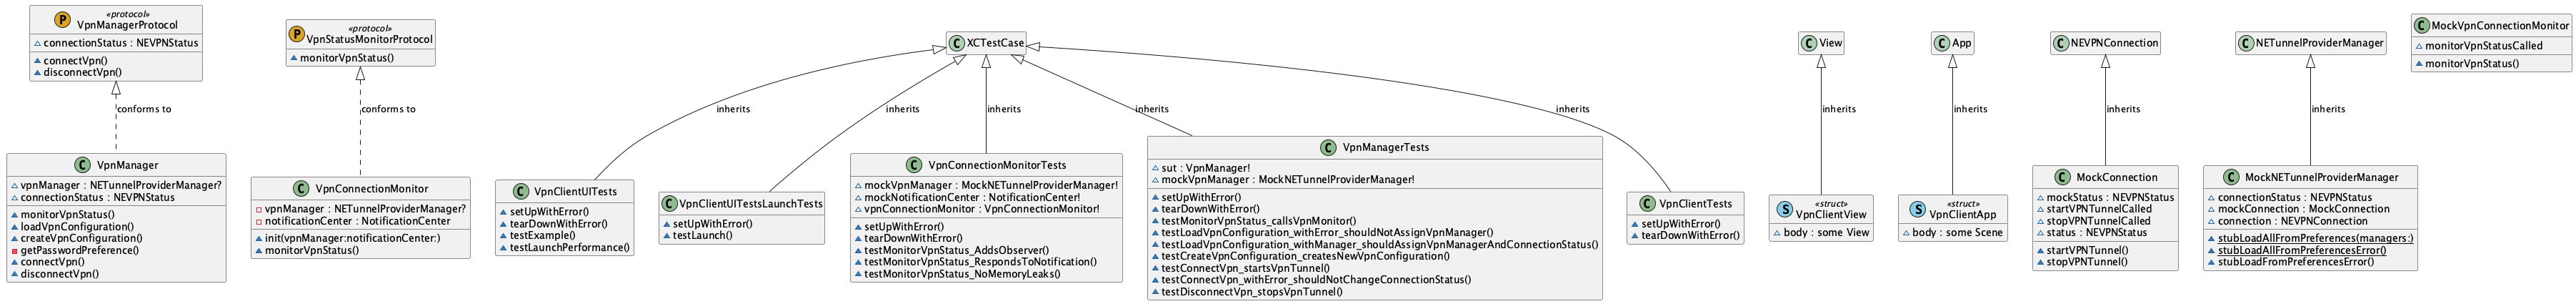 P
«protocol»
VpnManagerProtocol
connectionStatus : NEVPNStatus
connectVpn()
disconnectVpn()
conforms to
C VpnManager
vpnManager : NETunnelProviderManager?
connectionStatus : NEVPNStatus
monitorVpnStatus()
loadVpnConfiguration()
createVpnConfiguration()
getPasswordPreference()
connectVpn()
disconnectVpn()
P
«protocol»
VpnStatusMonitorProtocol
monitorVpnStatus()
conforms to
C VpnConnectionMonitor
vpnManager : NETunnelProviderManager?
notificationCenter : NotificationCenter
init(vpnManager:notificationCenter:)
monitorVpnStatus()
C XCTestCase
inherits
inherits
inherits
inherits
inherits
C VpnClientUITests
setUpWithError()
tearDownWithError()
testExample()
testLaunchPerformance()
C VpnClientUITestsLaunchTests
setUpWithError()
testLaunch()
C VpnConnectionMonitorTests
mockVpnManager : MockNETunnelProviderManager!
mockNotificationCenter : NotificationCenter!
vpnConnectionMonitor : VpnConnectionMonitor!
setUpWithError()
tearDownWithError()
testMonitorVpnStatus_AddsObserver()
testMonitorVpnStatus_RespondsToNotification()
testMonitorVpnStatus_NoMemoryLeaks()
C VpnManagerTests
sut : VpnManager!
mockVpnManager : MockNETunnelProviderManager!
setUpWithError()
tearDownWithError()
testMonitorVpnStatus_callsVpnMonitor()
testLoadVpnConfiguration_withError_shouldNotAssignVpnManager()
testLoadVpnConfiguration_withManager_shouldAssignVpnManagerAndConnectionStatus()
testCreateVpnConfiguration_createsNewVpnConfiguration()
testConnectVpn_startsVpnTunnel()
testConnectVpn_withError_shouldNotChangeConnectionStatus()
testDisconnectVpn_stopsVpnTunnel()
C VpnClientTests
setUpWithError()
tearDownWithError()
C View
inherits
S
«struct»
VpnClientView
body : some View
C App
inherits
S
«struct»
VpnClientApp
body : some Scene
C NEVPNConnection
inherits
C MockConnection
mockStatus : NEVPNStatus
startVPNTunnelCalled
stopVPNTunnelCalled
status : NEVPNStatus
startVPNTunnel()
stopVPNTunnel()
C NETunnelProviderManager
inherits
C MockNETunnelProviderManager
connectionStatus : NEVPNStatus
mockConnection : MockConnection
connection : NEVPNConnection
stubLoadAllFromPreferences(managers:)
stubLoadAllFromPreferencesError()
stubLoadFromPreferencesError()
C MockVpnConnectionMonitor
monitorVpnStatusCalled
monitorVpnStatus()